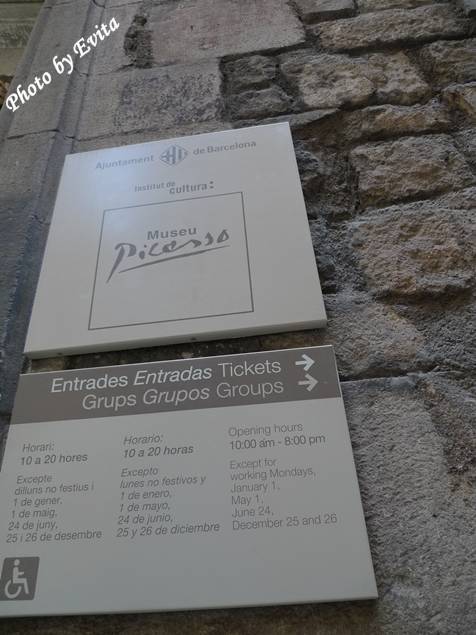 Photo by Evita
Ajuntament de Barcelona
Institut de
cultura:
Museu
Picasso
Entrades Entradas Tickets →
Grups Grupos Groups →
Horari:
10 a 20 hores
Excepte
dilluns no festius i
1 de gener,
1 de maig,
24 de juny,
25 i 26 de desembre
Horario:
10 a 20 horas
Excepto
lunes no festivos y
1 de enero,
1 de mayo,
24 de junio,
25 y 26 de diciembre
Opening hours
10:00 am - 8:00 pm
Except for
working Mondays,
January 1,
May 1,
June 24,
December 25 and 26